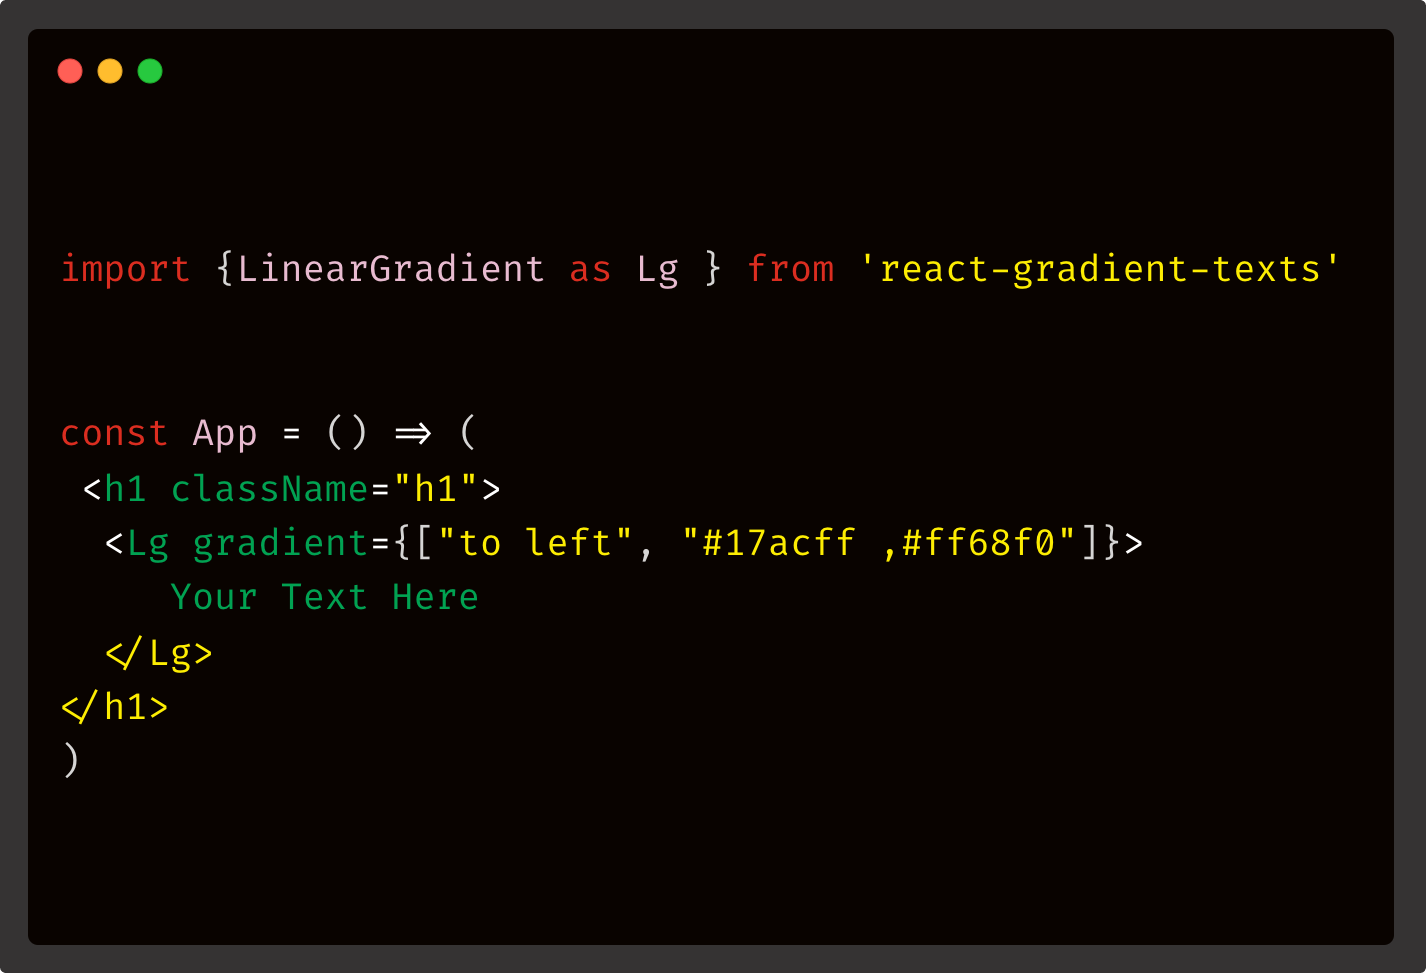 import {LinearGradient as Lg } from 'react-gradient-texts'
const App = () => (
<h1 className="h1">
<Lg gradient={["to left", "#17acff ,#ff68f0"]}>
Your Text Here
</Lg>
</h1>
)